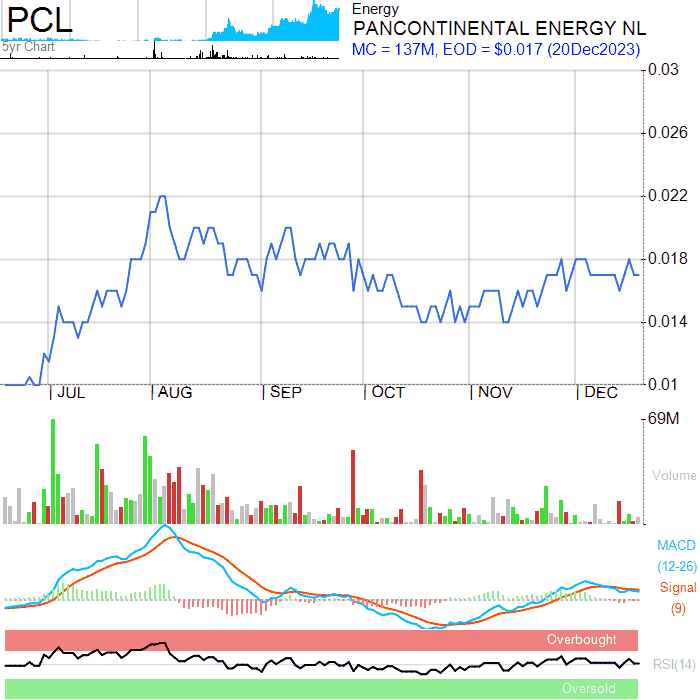 PCL
5yr Chart
Energy
PANCONTINENTAL ENERGY NL
MC = 137M, EOD = $0.017 (20Dec2023)
0.03
0.026
0.022
0.018
0.014
0.01
JUL AUG SEP OCT NOV DEC
69M
Volume
MACD
(12-26)
Signal
(9)
Overbought
RSI(14)
Oversold